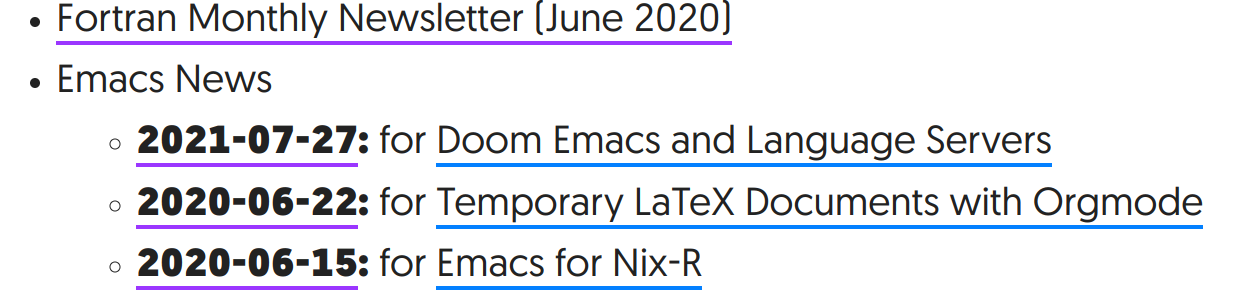 Fortran Monthly Newsletter (June 2020)
Emacs News
2021-07-27: for Doom Emacs and Language Servers
2020-06-22: for Temporary LaTeX Documents with Orgmode
2020-06-15: for Emacs for Nix-R